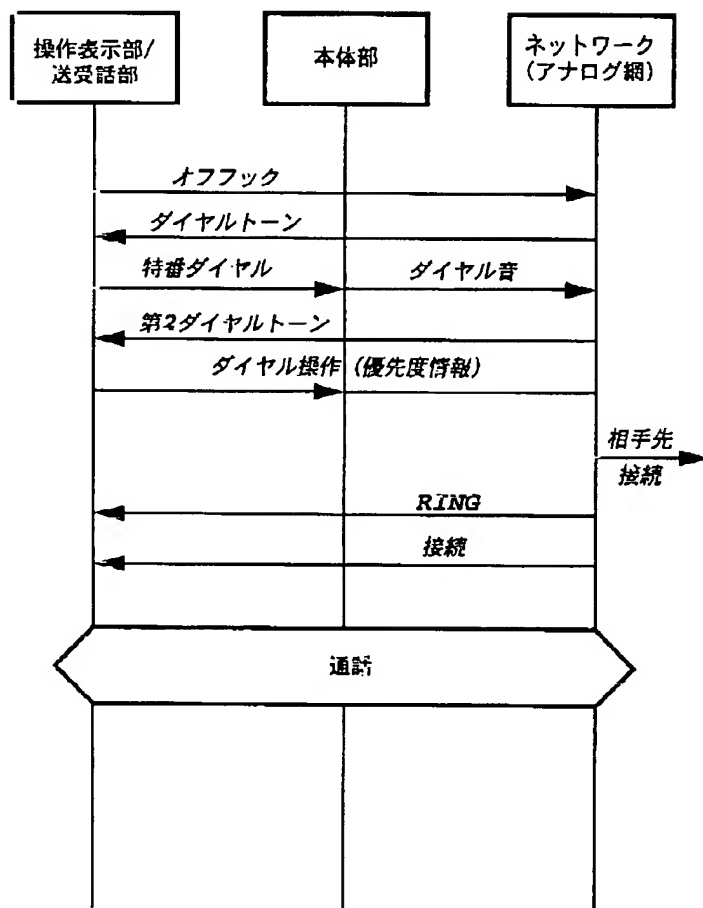 操作表示部/
送受話部
本体部
ネットワーク
(アナログ網)
オフフック
ダイヤルトーン
特番ダイヤル
ダイヤル音
第2ダイヤルトーン
ダイヤル操作 (優先度情報)
相手先
接続
RING
接続
通話